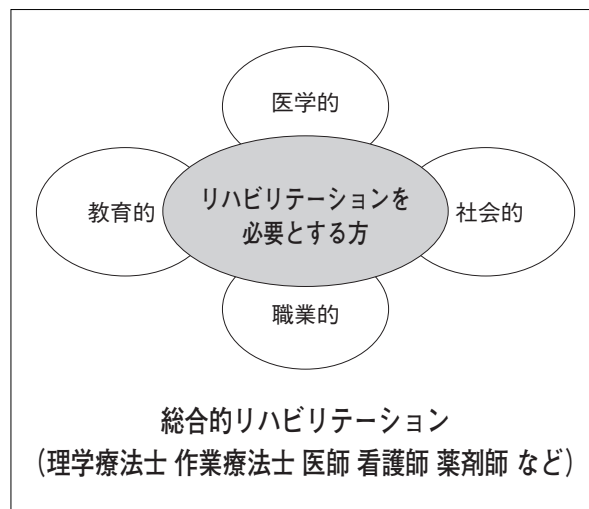 医学的
教育的
リハビリテーションを
必要とする方
社会的
職業的
総合的リハビリテーション
（理学療法士 作業療法士 医師 看護師 薬剤師 など）